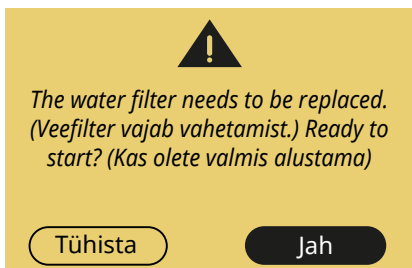 The water filter needs to be replaced.
(Veefilter vajab vahetamist.) Ready to
start? (Kas olete valmis alustama)
Tühista
Jah